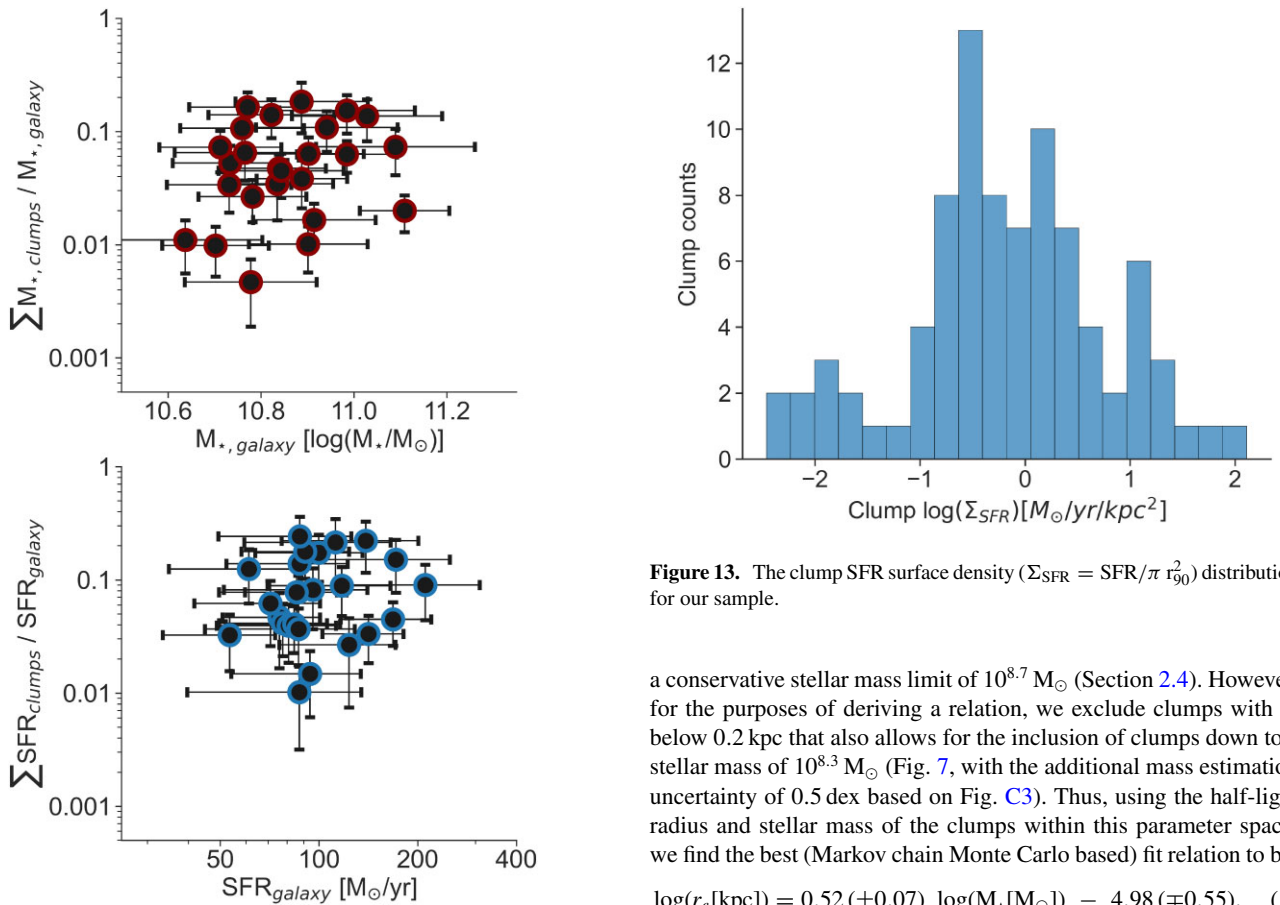 1
0.1
0.01
0.001
∑M⋆,clumps / M⋆,galaxy
10.6 10.8 11.0 11.2
M⋆,galaxy [log(M⋆/M⊙)]
1
0.1
0.01
0.001
∑SFRclumps / SFRgalaxy
50 100 200 400
SFRgalaxy [M⊙/yr]
12
10
8
6
4
2
0
Clump counts
−2 −1 0 1 2
Clump log(ΣSFR)[M⊙/yr/kpc²]
Figure 13. The clump SFR surface density (ΣSFR = SFR/π r²₉₀) distributio
for our sample.
a conservative stellar mass limit of 10^8.7 M⊙ (Section 2.4). Howeve
for the purposes of deriving a relation, we exclude clumps with
below 0.2 kpc that also allows for the inclusion of clumps down to
stellar mass of 10^8.3 M⊙ (Fig. 7, with the additional mass estimatio
uncertainty of 0.5 dex based on Fig. C3). Thus, using the half-lig
radius and stellar mass of the clumps within this parameter spac
we find the best (Markov chain Monte Carlo based) fit relation to b